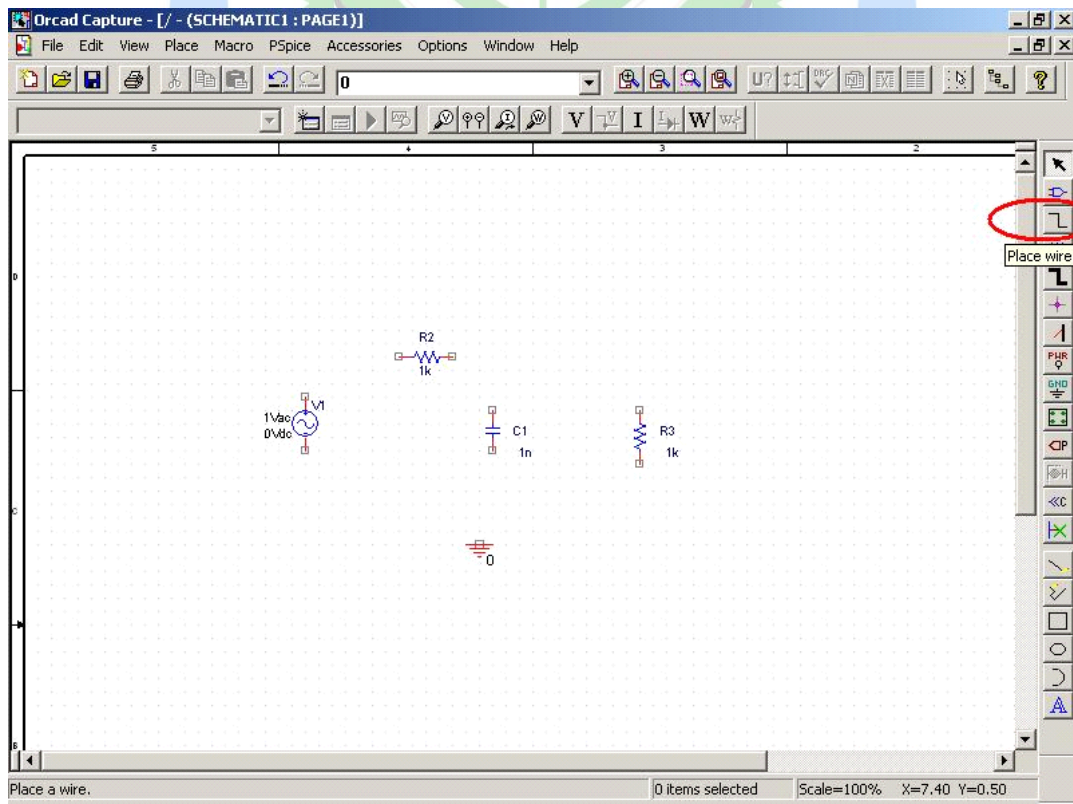 Orcad Capture - [/ - (SCHEMATIC1 : PAGE1)]
File Edit View Place Macro PSpice Accessories Options Window Help
0
U? DRC
V I W
5 4 3 2
Place wire
D
R2
1k
PWR
V1
1Vac
0Vdc
GND
C1
1n
R3
1k
C
0
A
B
Place a wire.
0 items selected
Scale=100% X=7.40 Y=0.50